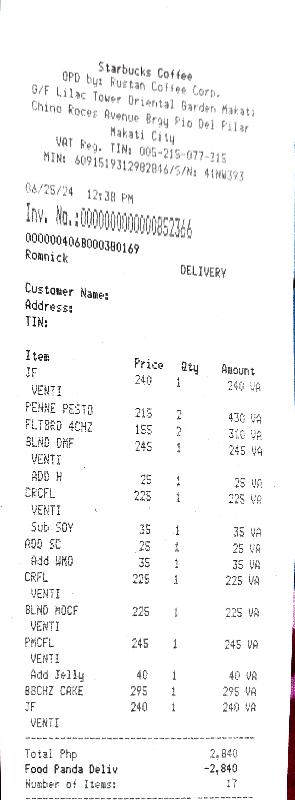 Starbucks Coffee
OPD by: Rustan Coffee Corp.
G/F Lilac Tower Oriental Garden Makati
Chino Roces Avenue Brgy Pio Del Pilar
Makati City
VAT Reg. TIN: 005-215-077-315
MIN: 6091519312982846/S/N: 41NW393
06/25/24 12:38 PM
Inv. No.:0000000000000852366
0000004068000380169
Romnick
DELIVERY
Customer Name:
Address:
TIN:
Item Price Qty Amount
JF 240 1 240 VA
VENTI
PENNE PESTO 215 2 430 VA
FLTBRD 4CHZ 155 2 310 VA
BLND DMF 245 1 245 VA
VENTI
ADD H 25 1 25 VA
CRCFL 225 1 225 VA
VENTI
Sub SOY 35 1 35 VA
ADD SC 25 1 25 VA
Add WMO 35 1 35 VA
CRFL 225 1 225 VA
VENTI
BLND MOCF 225 1 225 VA
VENTI
PMCFL 245 1 245 VA
VENTI
Add Jelly 40 1 40 VA
BBCHZ CAKE 295 1 295 VA
JF 240 1 240 VA
VENTI
Total Php 2,840
Food Panda Deliv -2,840
Number of Items: 17